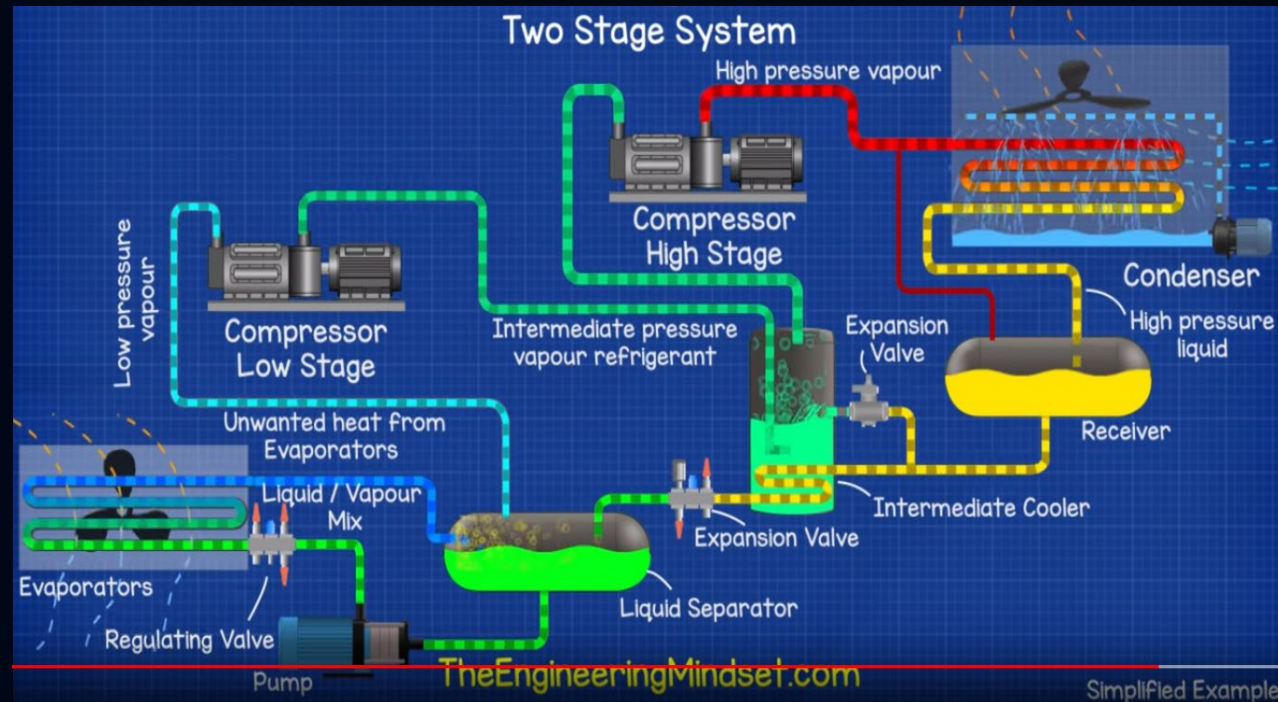 Two Stage System
High pressure vapour
Compressor
High Stage
Condenser
High pressure
liquid
Low pressure
vapour
Compressor
Low Stage
Intermediate pressure
vapour refrigerant
Expansion
Valve
Receiver
Unwanted heat from
Evaporators
Liquid / Vapour
Mix
Intermediate Cooler
Expansion Valve
Evaporators
Liquid Separator
Regulating Valve
Pump
TheEngineeringMindset.com
Simplified Example